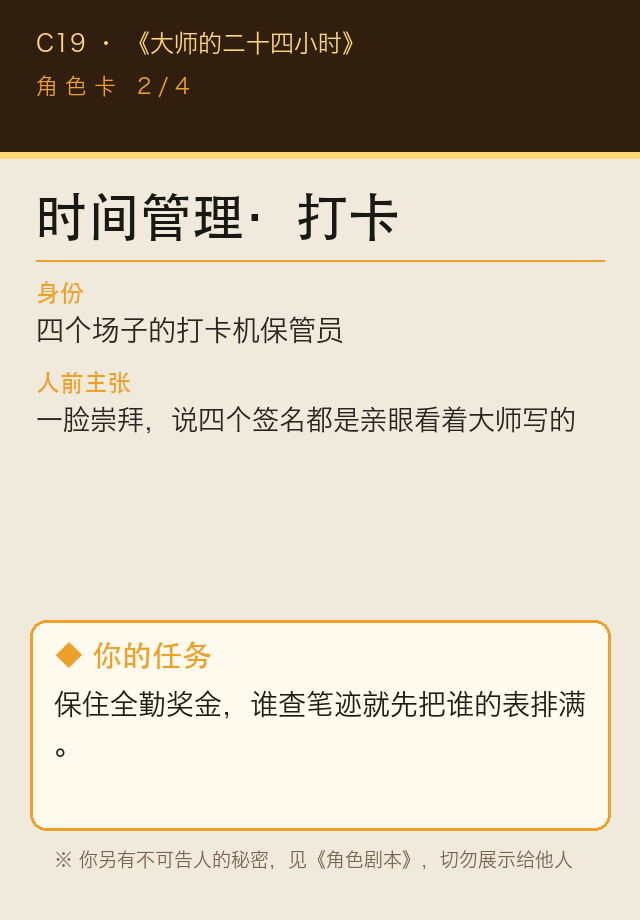 C19 · 《大师的二十四小时》
角色卡 2/4
时间管理· 打卡
身份
四个场子的打卡机保管员
人前主张
一脸崇拜，说四个签名都是亲眼看着大师写的
◆ 你的任务
保住全勤奖金，谁查笔迹就先把谁的表排满
。
※ 你另有不可告人的秘密，见《角色剧本》，切勿展示给他人